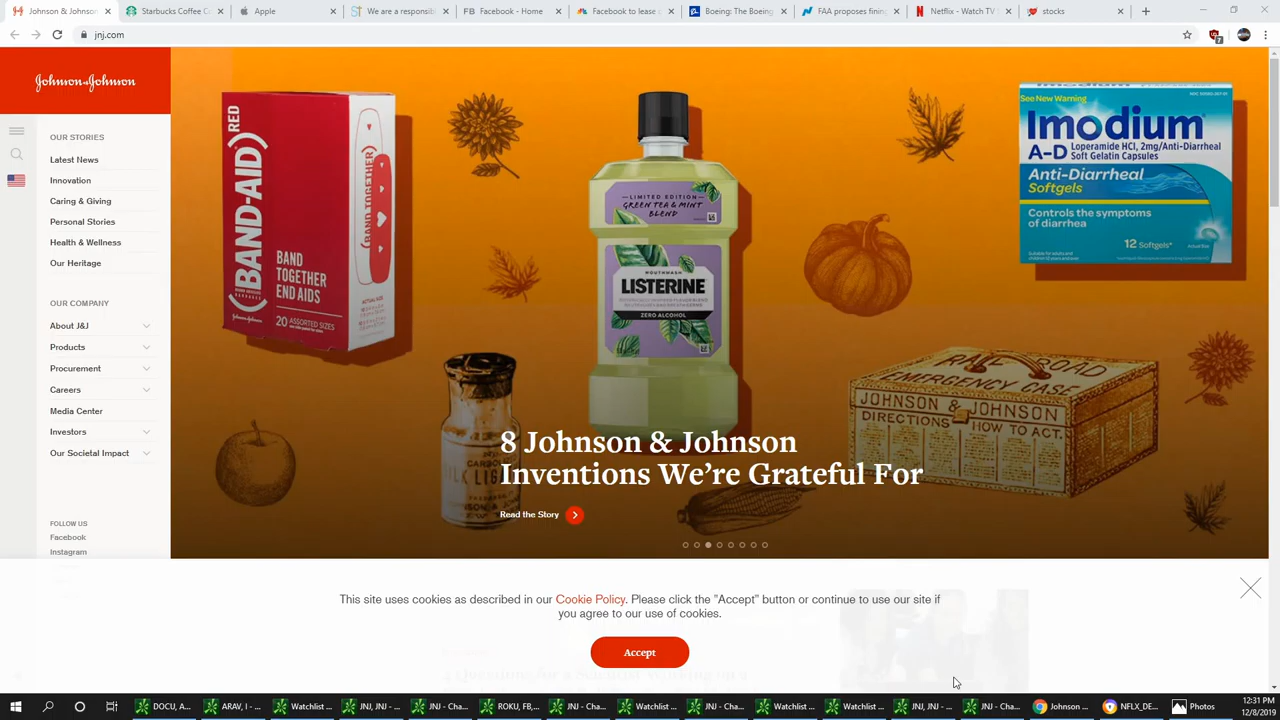 Johnson & Johnson
Starbucks Coffee C
Apple
We are a responsib
Facebook - Home
Facebook to lease
Boeing: The Boeing
FAA proposes fining
Netflix - Watch TV
stocks
jnj.com
7
Johnson & Johnson
OUR STORIES
Latest News
Innovation
Caring & Giving
Personal Stories
Health & Wellness
Our Heritage
OUR COMPANY
About J&J
Products
Procurement
Careers
Media Center
Investors
Our Societal Impact
FOLLOW US
Facebook
Instagram
(BAND-AID) RED
BAND
TOGETHER
END AIDS
20 ASSORTED SIZES
(BAND TOGETHER)
LIMITED EDITION
GREEN TEA & MINT
BLEND
MOUTHWASH
LISTERINE
ZERO ALCOHOL
See New Warning
Imodium
A-D Loperamide HCl, 2mg/Anti-Diarrheal
Soft Gelatin Capsules
Anti-Diarrheal
Softgels
Controls the symptoms
of diarrhea
12 Softgels*
RAILROAD
EMERGENCY CASE
JOHNSON & JOHNSON
DIRECTIONS HOW TO ACT.
8 Johnson & Johnson
Inventions We're Grateful For
Read the Story
This site uses cookies as described in our Cookie Policy. Please click the "Accept" button or continue to use our site if
you agree to our use of cookies.
Accept
DOCU, A...
ARAV, I - ...
Watchlist ...
JNJ, JNJ - ...
JNJ - Cha...
ROKU, FB,...
JNJ - Cha...
Watchlist ...
JNJ - Cha...
Watchlist ...
Watchlist ...
JNJ, JNJ - ...
JNJ - Cha...
Johnson ...
NFLX_DE...
Photos
12:31 PM
12/8/2019